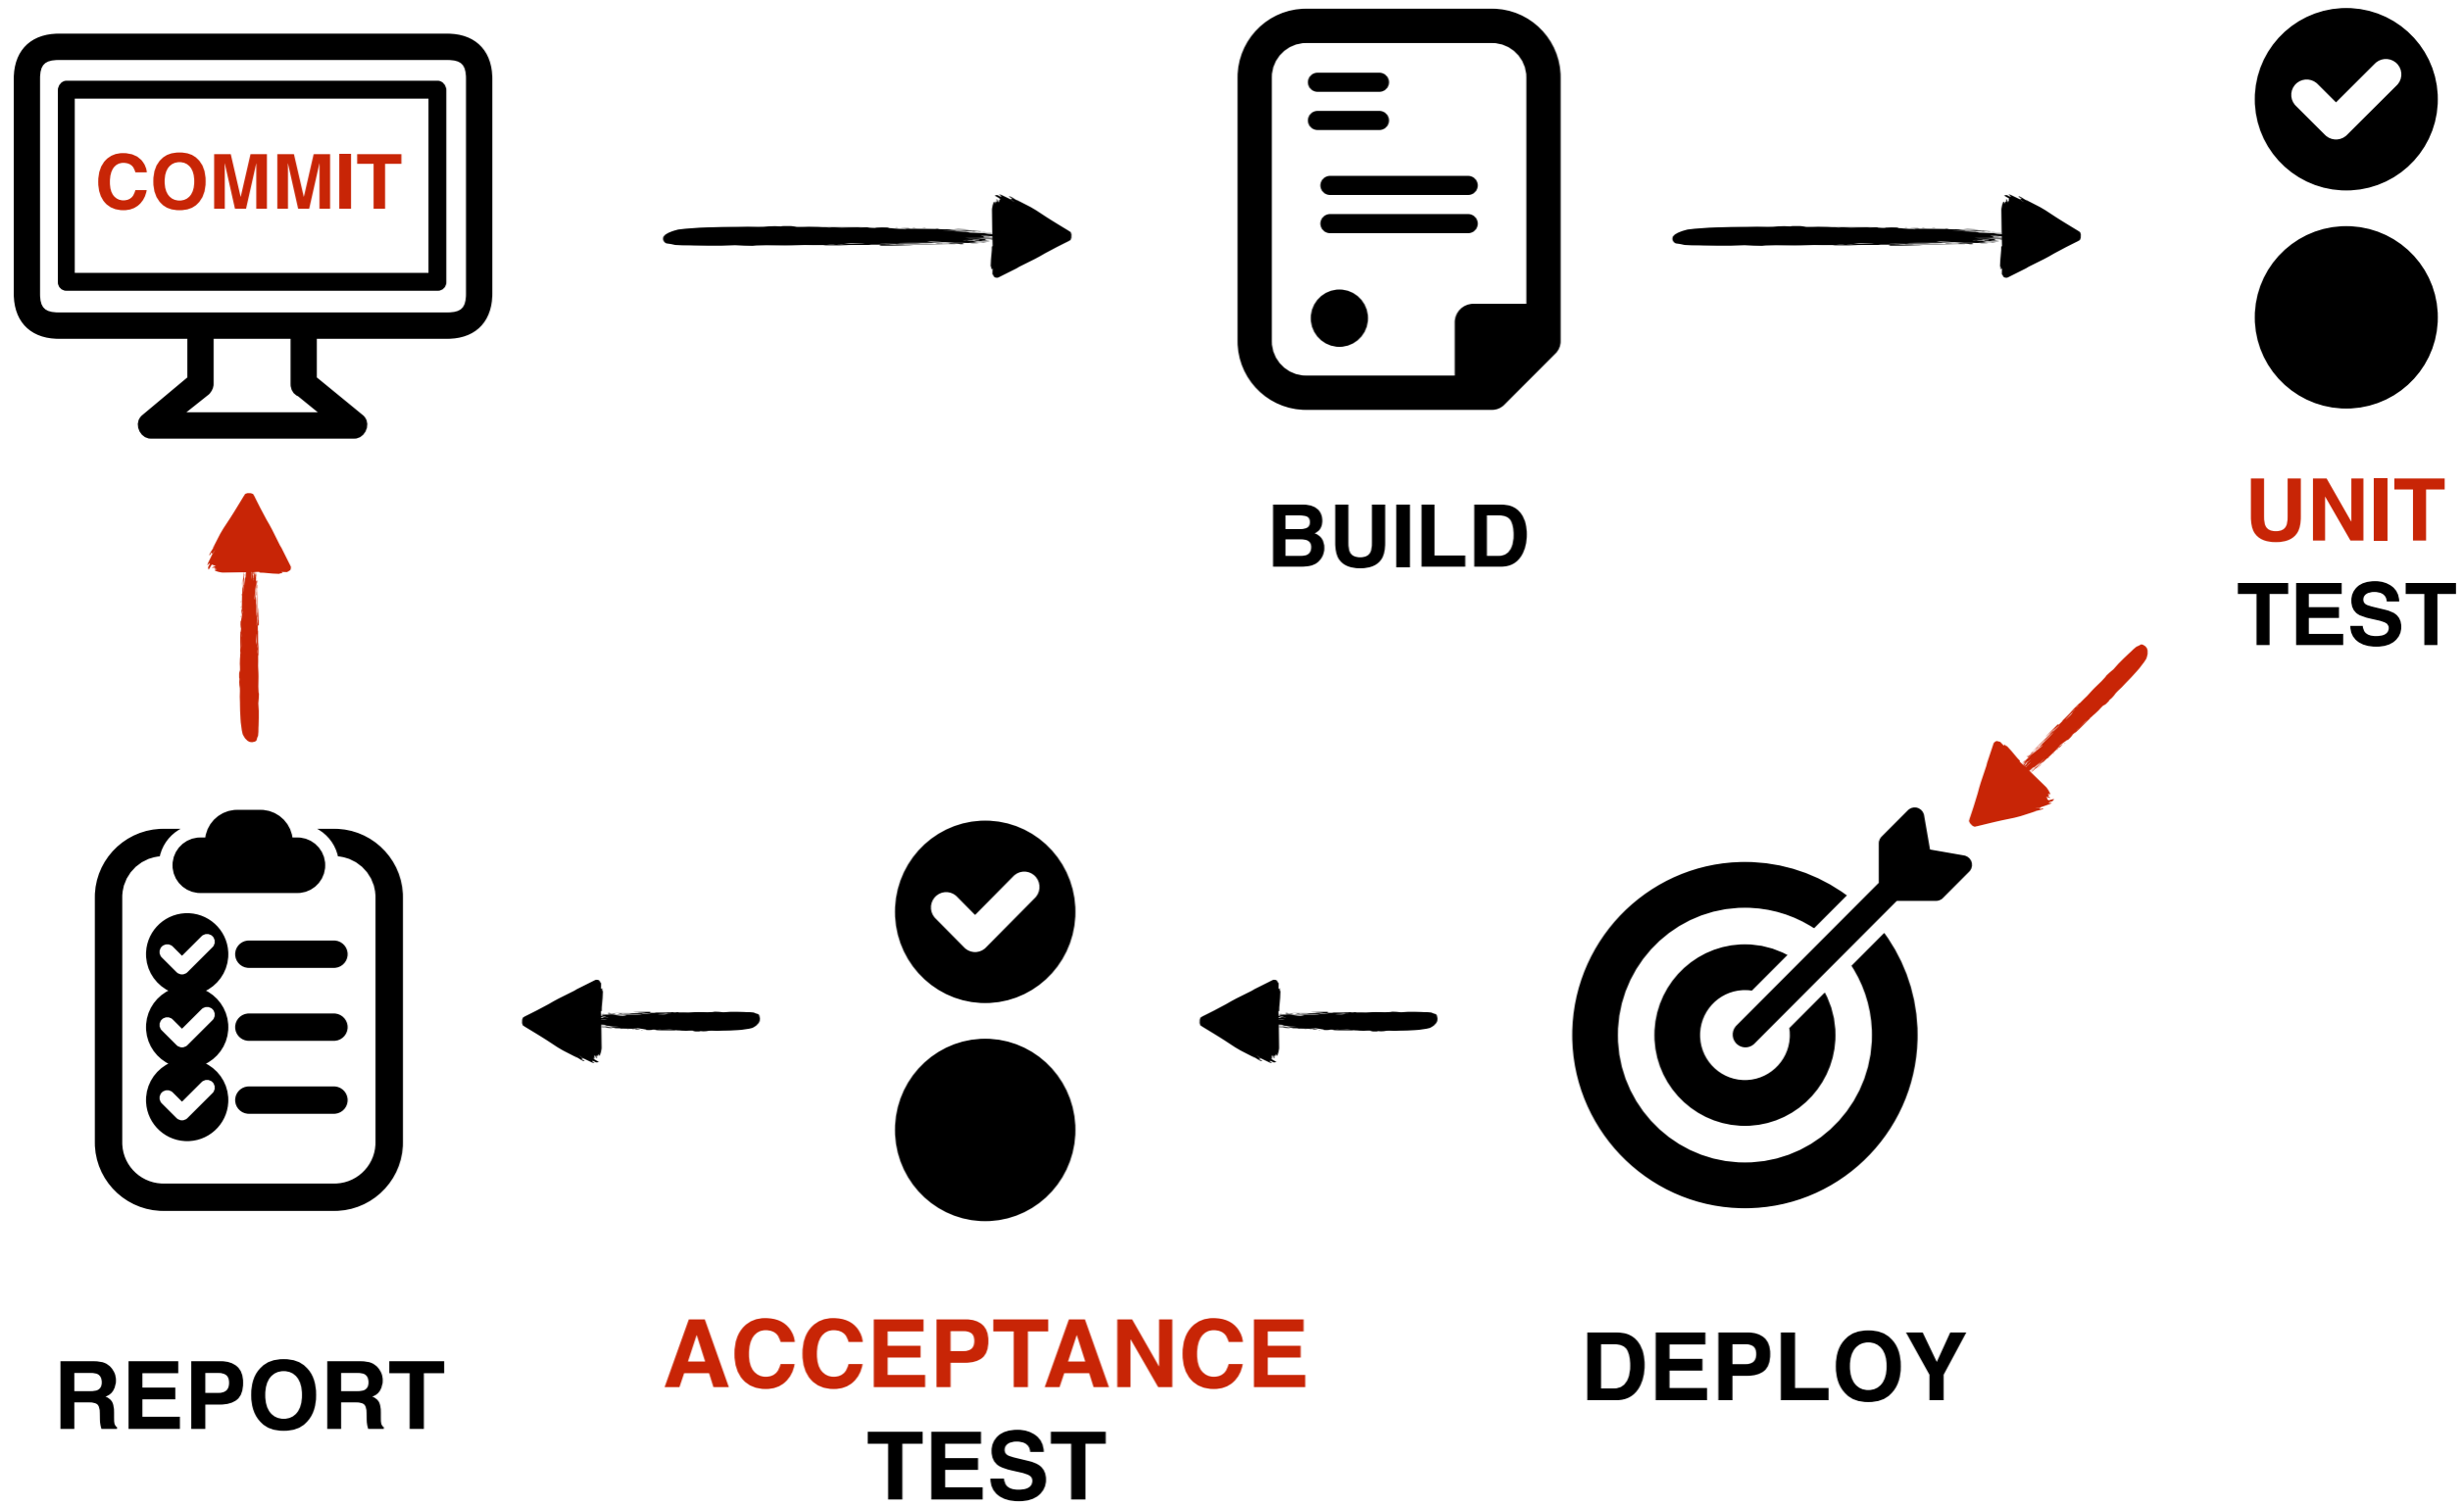 COMMIT
BUILD
UNIT
TEST
REPORT
ACCEPTANCE
TEST
DEPLOY